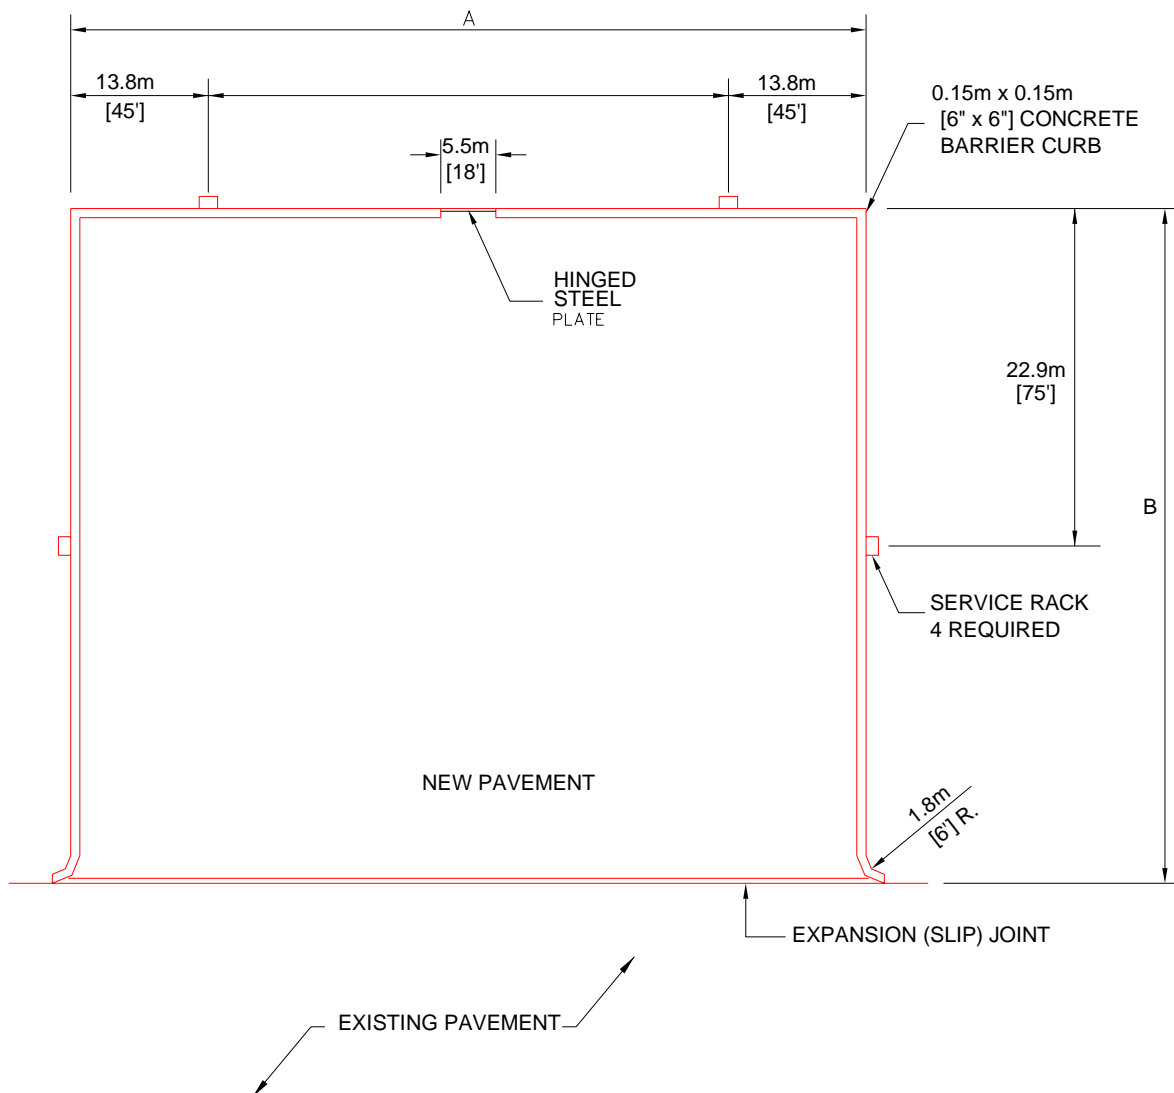 A
13.8m
[45']
13.8m
[45']
0.15m x 0.15m
[6" x 6"] CONCRETE
BARRIER CURB
5.5m
[18']
HINGED
STEEL
PLATE
22.9m
[75']
B
SERVICE RACK
4 REQUIRED
NEW PAVEMENT
1.8m
[6'] R.
EXPANSION (SLIP) JOINT
EXISTING PAVEMENT